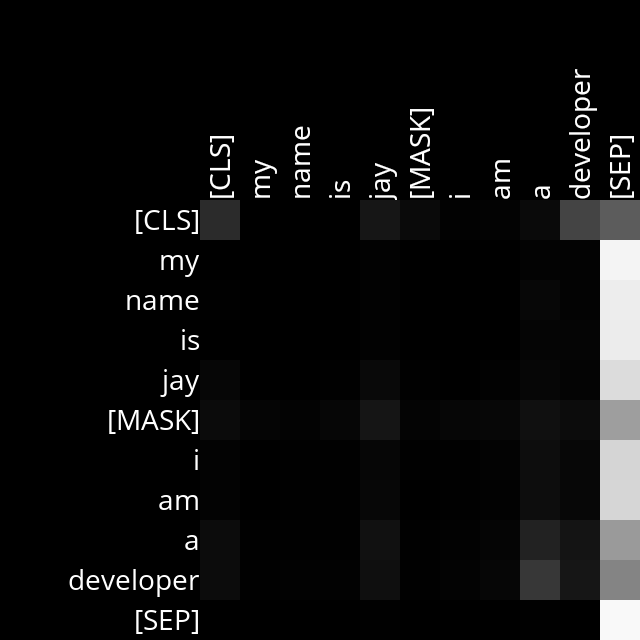 [CLS] my name is jay [MASK] i am a developer [SEP]
[CLS]
my
name
is
jay
[MASK]
i
am
a
developer
[SEP]